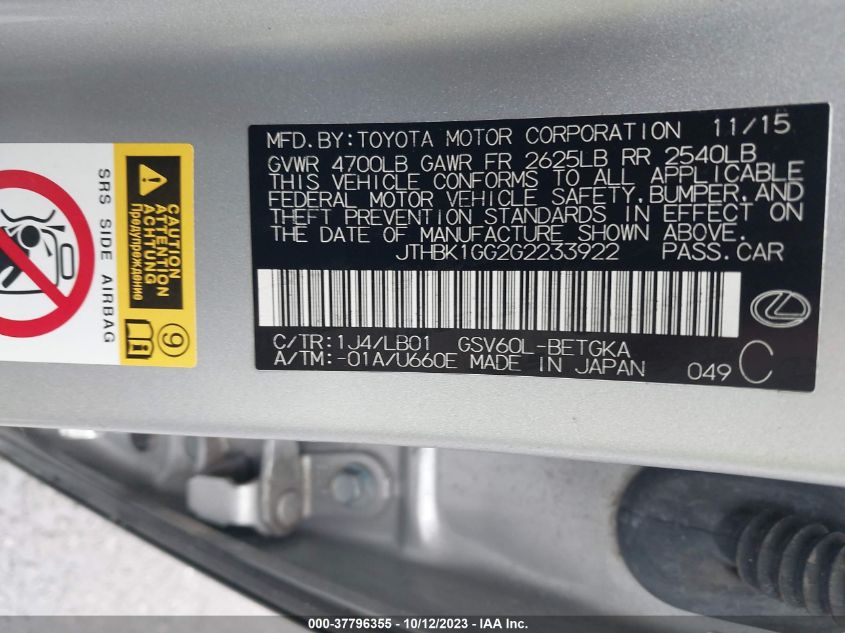 MFD. BY: TOYOTA MOTOR CORPORATION 11/15
GVWR 4700LB GAWR FR 2625LB RR 2540LB
THIS VEHICLE CONFORMS TO ALL APPLICABLE
FEDERAL MOTOR VEHICLE SAFETY, BUMPER, AND
THEFT PREVENTION STANDARDS IN EFFECT ON
THE DATE OF MANUFACTURE SHOWN ABOVE.
JTHBK1GG2G2233922 PASS. CAR
C/TR: 1J4/LB01 GSV60L-BETGKA
A/TM: -01A/U660E MADE IN JAPAN 049 C
SRS SIDE AIRBAG
CAUTION
ATTENTION
ACHTUNG
Предупреждение
9
000-37796355 - 10/12/2023 - IAA Inc.